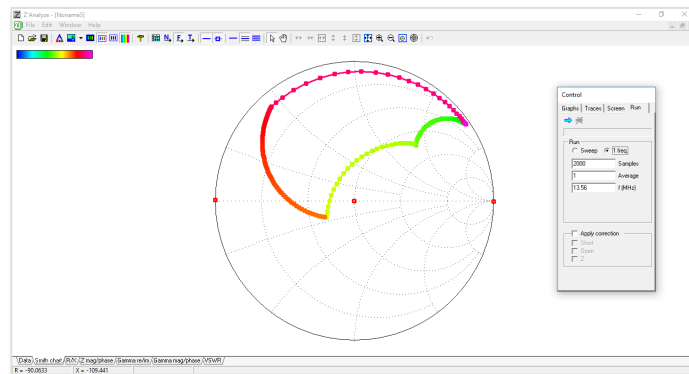 Z Analyze - [Noname5]
File Edit Window Help
Control
Graphs Traces Screen Run
Run
Sweep 1 freq.
2000 Samples
1 Average
13.56 f (MHz)
Apply correction
Short
Open
Z
Data Smith chart R/X Z mag/phase Gamma re/im Gamma mag/phase VSWR
R = -90.0633 X = -109.441